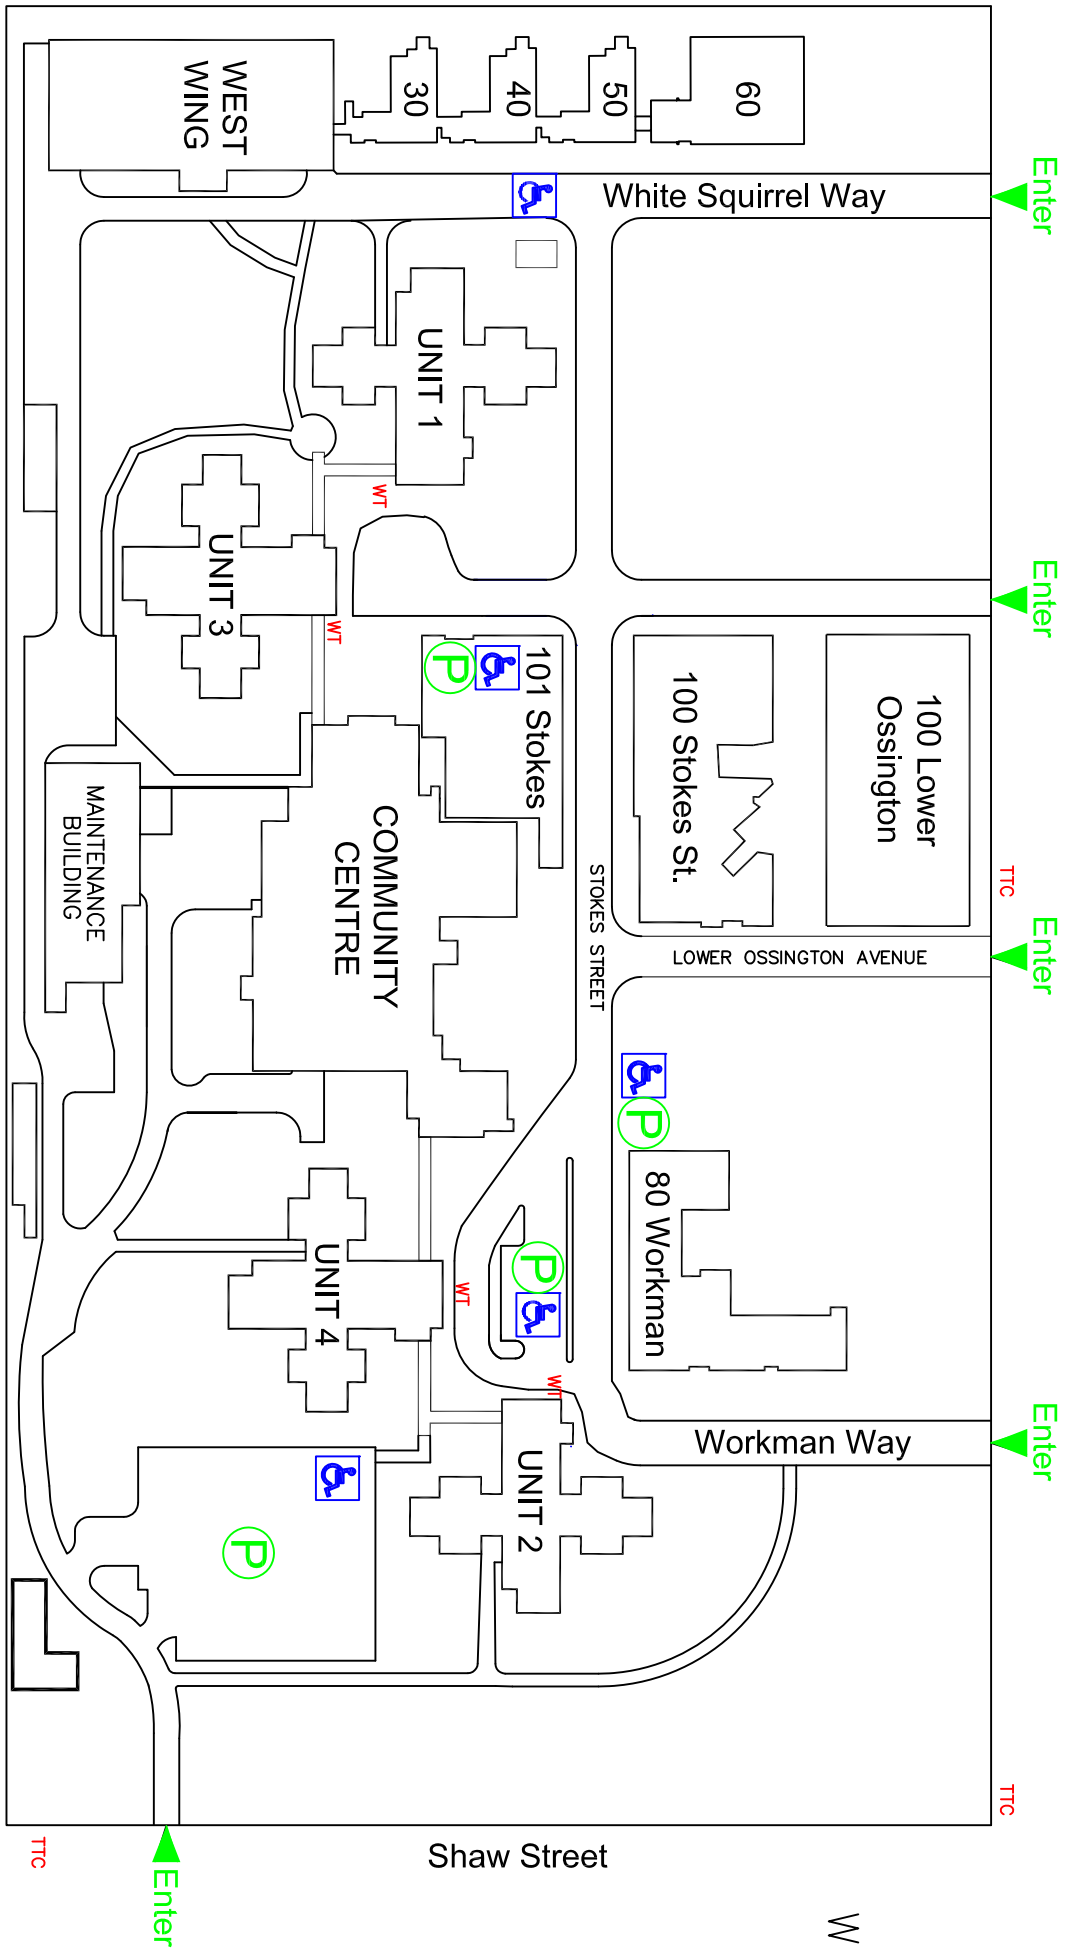 WEST
WING
30
40
50
60
White Squirrel Way
Enter
UNIT 1
WT
UNIT 3
WT
Enter
101 Stokes
P
100 Stokes St.
100 Lower
Ossington
TTC
COMMUNITY
CENTRE
MAINTENANCE
BUILDING
STOKES STREET
LOWER OSSINGTON AVENUE
Enter
P
80 Workman
P
WT
UNIT 4
WT
UNIT 2
Workman Way
Enter
P
TTC
TTC
Enter
Shaw Street
W